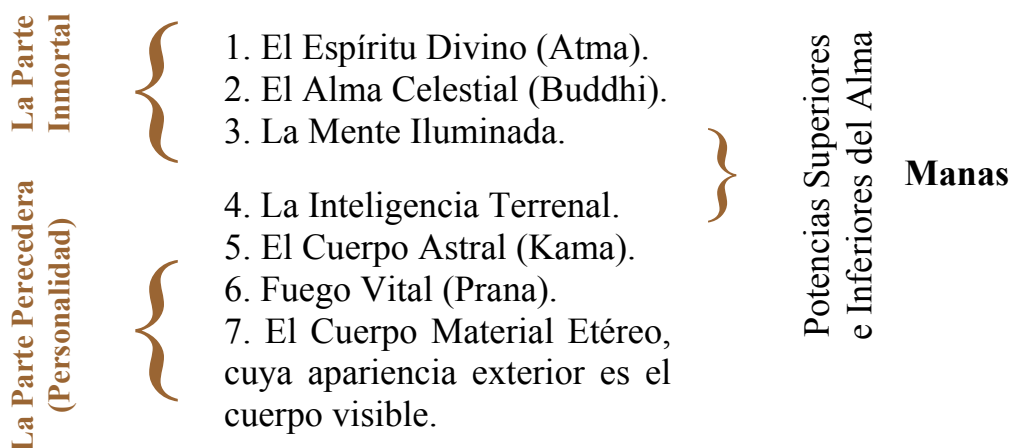 La Parte
Inmortal
1. El Espíritu Divino (Atma).
2. El Alma Celestial (Buddhi).
3. La Mente Iluminada.
La Parte Perecedera
(Personalidad)
4. La Inteligencia Terrenal.
5. El Cuerpo Astral (Kama).
6. Fuego Vital (Prana).
7. El Cuerpo Material Etéreo,
cuya apariencia exterior es el
cuerpo visible.
Potencias Superiores
e Inferiores del Alma
Manas